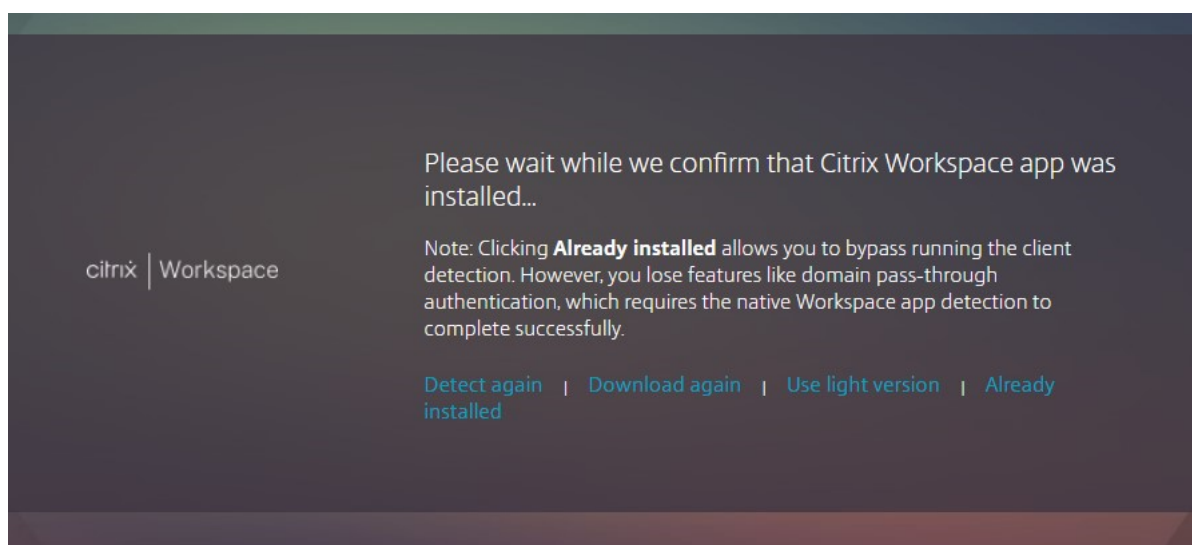 Please wait while we confirm that Citrix Workspace app was
installed...
Note: Clicking Already installed allows you to bypass running the client
detection. However, you lose features like domain pass-through
authentication, which requires the native Workspace app detection to
complete successfully.
citrix | Workspace
Detect again | Download again | Use light version | Already
installed